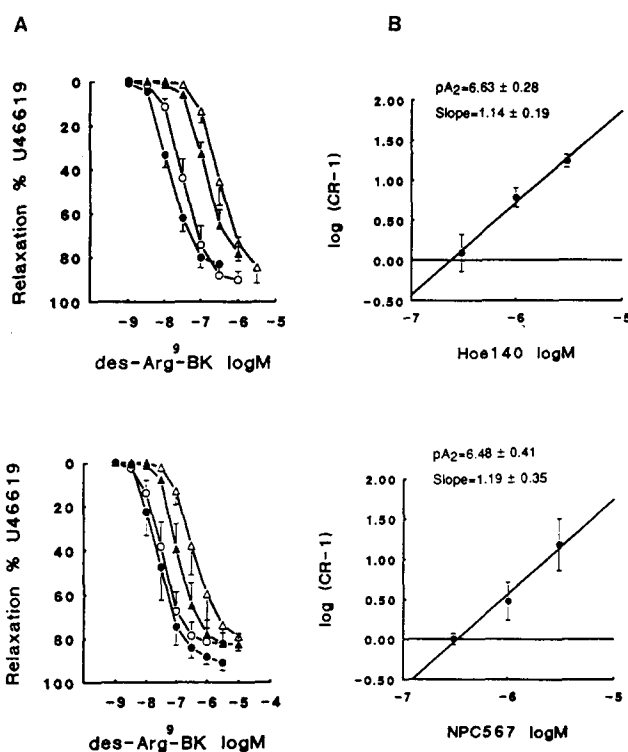 A
B
0
20
40
60
80
100
Relaxation % U46619
-9 -8 -7 -6 -5
des-Arg⁹-BK logM
pA₂=6.63 ± 0.28
Slope=1.14 ± 0.19
2.00
1.50
1.00
0.50
0.00
-0.50
log (CR-1)
-7 -6 -5
Hoe140 logM
0
20
40
60
80
100
Relaxation % U46619
-9 -8 -7 -6 -5 -4
des-Arg⁹-BK logM
pA₂=6.48 ± 0.41
Slope=1.19 ± 0.35
2.00
1.50
1.00
0.50
0.00
-0.50
log (CR-1)
-7 -6 -5
NPC567 logM